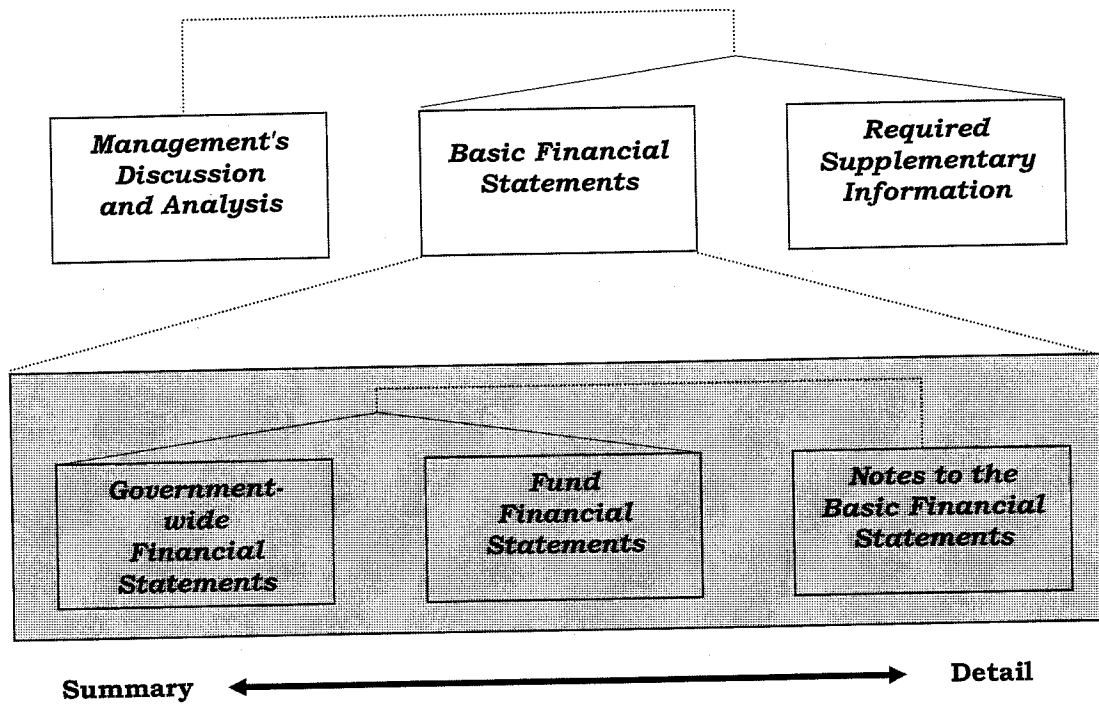 Management's
Discussion
and Analysis
Basic Financial
Statements
Required
Supplementary
Information
Government-
wide
Financial
Statements
Fund
Financial
Statements
Notes to the
Basic Financial
Statements
Summary
Detail